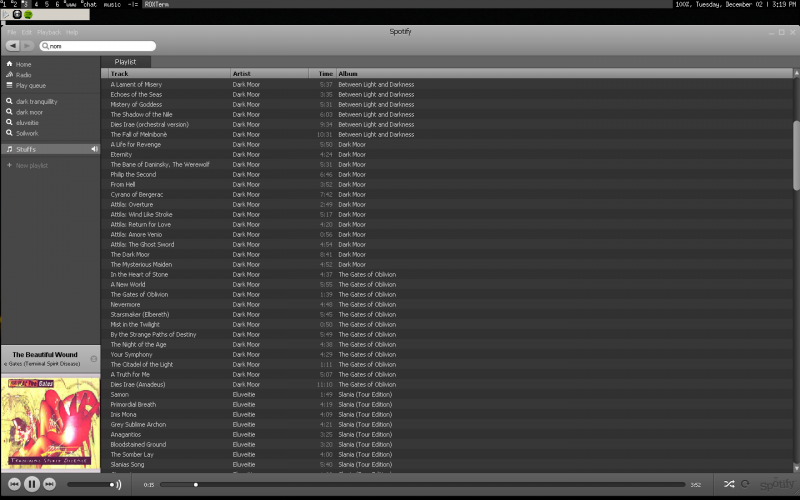 1 2 3 4 5 6 www chat music -!= ROXTerm 100%, Tuesday, December 02 | 3:19 PM
Spotify
File Edit Playback Help
nom
Home
Radio
Play queue
dark tranquillity
dark moor
eluveitie
Soilwork
Stuffs
New playlist
Playlist
Track Artist Time Album
A Lament of Misery Dark Moor 5:37 Between Light and Darkness
Echoes of the Seas Dark Moor 3:35 Between Light and Darkness
Mistery of Goddess Dark Moor 5:31 Between Light and Darkness
The Shadow of the Nile Dark Moor 6:03 Between Light and Darkness
Dies Irae (orchestral version) Dark Moor 9:34 Between Light and Darkness
The Fall of Melnibonè Dark Moor 10:31 Between Light and Darkness
A Life for Revenge Dark Moor 5:50 Dark Moor
Eternity Dark Moor 4:24 Dark Moor
The Bane of Daninsky, The Werewolf Dark Moor 5:31 Dark Moor
Philip the Second Dark Moor 6:46 Dark Moor
From Hell Dark Moor 3:52 Dark Moor
Cyrano of Bergerac Dark Moor 7:42 Dark Moor
Attila: Overture Dark Moor 2:49 Dark Moor
Attila: Wind Like Stroke Dark Moor 5:17 Dark Moor
Attila: Return for Love Dark Moor 4:20 Dark Moor
Attila: Amore Venio Dark Moor 0:56 Dark Moor
Attila: The Ghost Sword Dark Moor 4:54 Dark Moor
The Dark Moor Dark Moor 6:41 Dark Moor
The Mysterious Maiden Dark Moor 4:52 Dark Moor
In the Heart of Stone Dark Moor 4:37 The Gates of Oblivion
A New World Dark Moor 5:55 The Gates of Oblivion
The Gates of Oblivion Dark Moor 1:39 The Gates of Oblivion
Nevermore Dark Moor 4:48 The Gates of Oblivion
Starsmaker (Elbereth) Dark Moor 5:45 The Gates of Oblivion
Mist in the Twilight Dark Moor 0:50 The Gates of Oblivion
By the Strange Paths of Destiny Dark Moor 5:49 The Gates of Oblivion
The Night of the Age Dark Moor 4:38 The Gates of Oblivion
Your Symphony Dark Moor 4:29 The Gates of Oblivion
The Citadel of the Light Dark Moor 1:11 The Gates of Oblivion
A Truth for Me Dark Moor 5:07 The Gates of Oblivion
Dies Irae (Amadeus) Dark Moor 11:10 The Gates of Oblivion
Samon Eluveitie 1:49 Slania (Tour Edition)
Primordial Breath Eluveitie 4:19 Slania (Tour Edition)
Inis Mona Eluveitie 4:09 Slania (Tour Edition)
Grey Sublime Archon Eluveitie 4:21 Slania (Tour Edition)
Anagantios Eluveitie 3:25 Slania (Tour Edition)
Bloodstained Ground Eluveitie 3:20 Slania (Tour Edition)
The Somber Lay Eluveitie 4:00 Slania (Tour Edition)
Slanias Song Eluveitie 5:40 Slania (Tour Edition)
The Beautiful Wound
e Gates (Terminal Spirit Disease)
Gates
Terminal Spirit Disease
0:15 3:52
Spotify